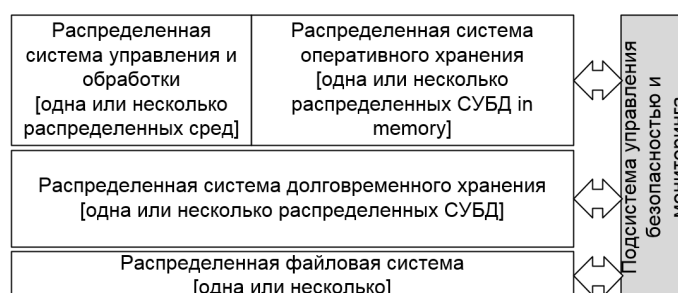 Распределенная
система управления и
обработки
[одна или несколько
распределенных сред]
Распределенная система
оперативного хранения
[одна или несколько
распределенных СУБД in
memory]
Распределенная система долговременного хранения
[одна или несколько распределенных СУБД]
Распределенная файловая система
[одна или несколько]
Подсистема управления
безопасностью и
мониторинга